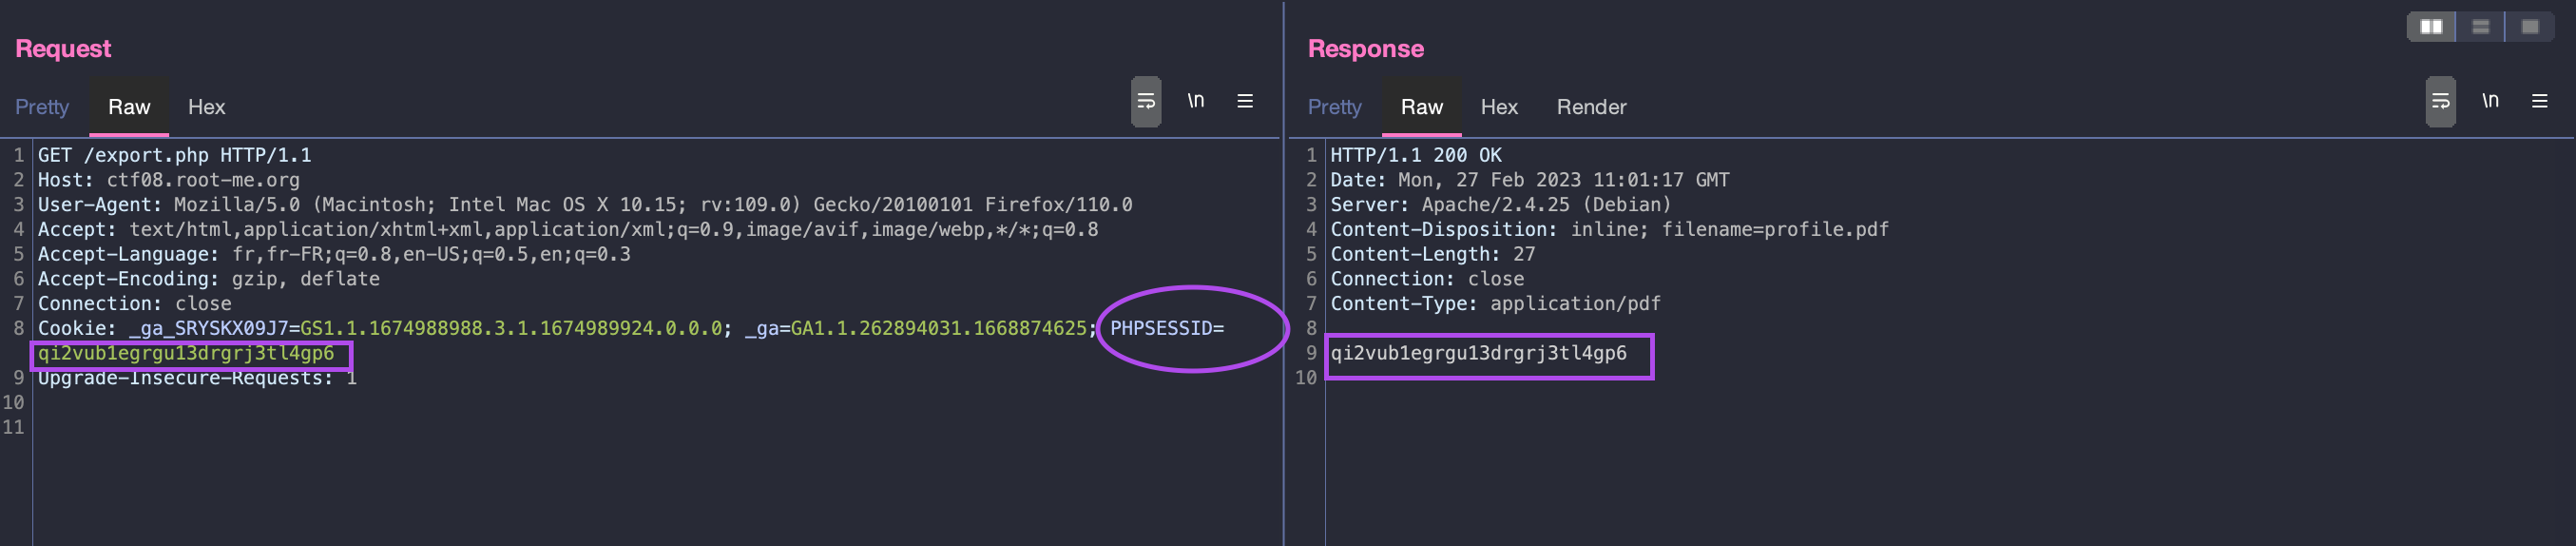 Request
Pretty Raw Hex \n
1 GET /export.php HTTP/1.1
2 Host: ctf08.root-me.org
3 User-Agent: Mozilla/5.0 (Macintosh; Intel Mac OS X 10.15; rv:109.0) Gecko/20100101 Firefox/110.0
4 Accept: text/html,application/xhtml+xml,application/xml;q=0.9,image/avif,image/webp,*/*;q=0.8
5 Accept-Language: fr,fr-FR;q=0.8,en-US;q=0.5,en;q=0.3
6 Accept-Encoding: gzip, deflate
7 Connection: close
8 Cookie: _ga_SRYSKX09J7=GS1.1.1674988988.3.1.1674989924.0.0.0; _ga=GA1.1.262894031.1668874625; PHPSESSID=
qi2vub1egrgu13drgrj3tl4gp6
9 Upgrade-Insecure-Requests: 1
10
11
Response
Pretty Raw Hex Render \n
1 HTTP/1.1 200 OK
2 Date: Mon, 27 Feb 2023 11:01:17 GMT
3 Server: Apache/2.4.25 (Debian)
4 Content-Disposition: inline; filename=profile.pdf
5 Content-Length: 27
6 Connection: close
7 Content-Type: application/pdf
8
9 qi2vub1egrgu13drgrj3tl4gp6
10